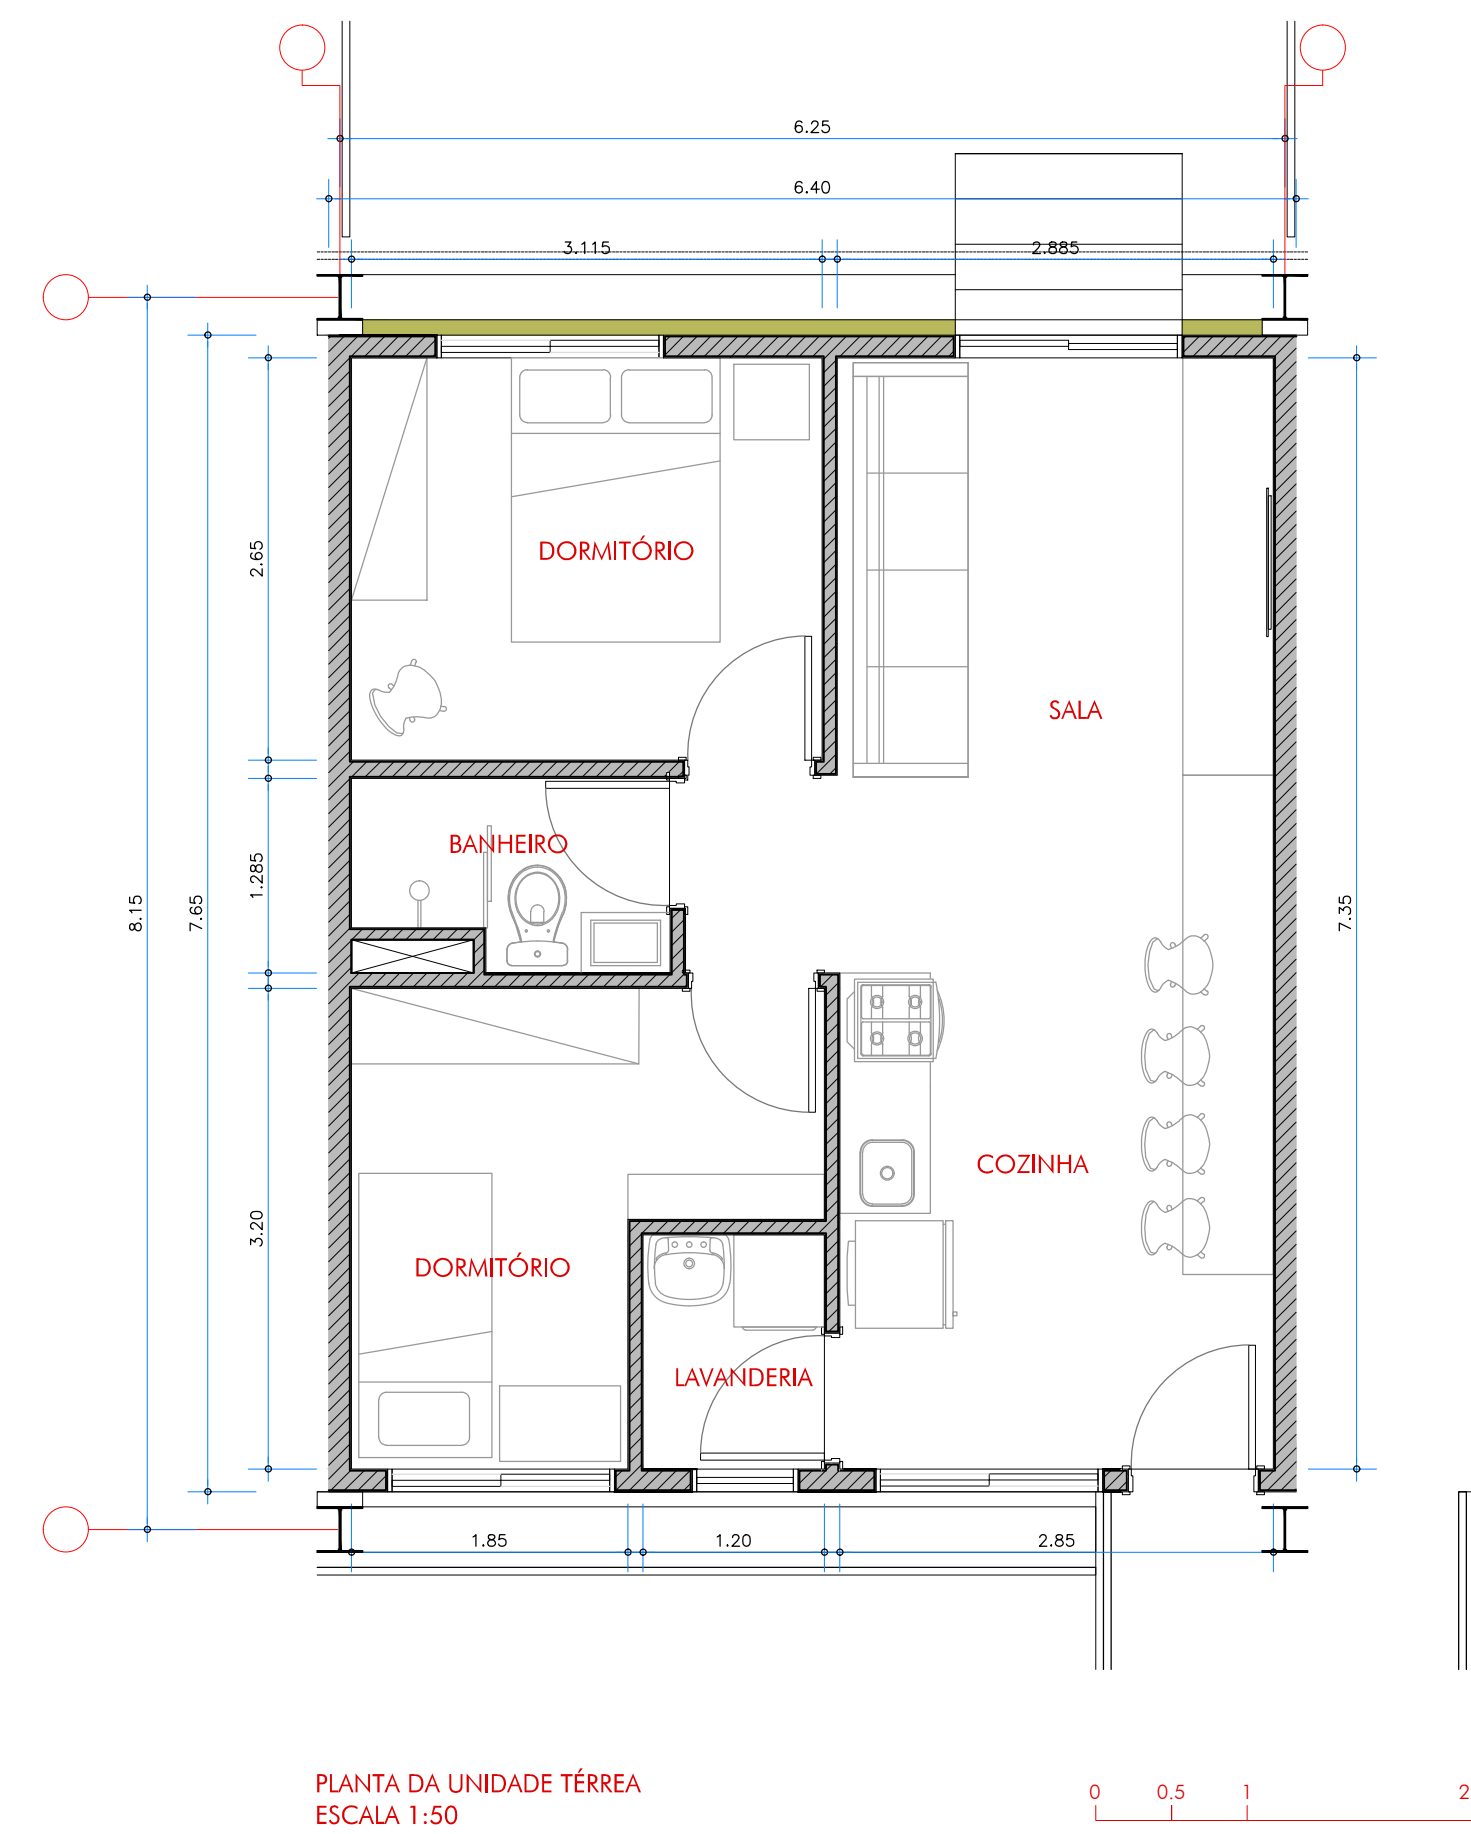 6.25
6.40
3.115
2.885
2.65
DORMITÓRIO
SALA
BANHEIRO
1.285
8.15
7.65
7.35
COZINHA
3.20
DORMITÓRIO
LAVANDERIA
1.85
1.20
2.85
PLANTA DA UNIDADE TÉRREA
ESCALA 1:50
0 0.5 1 2